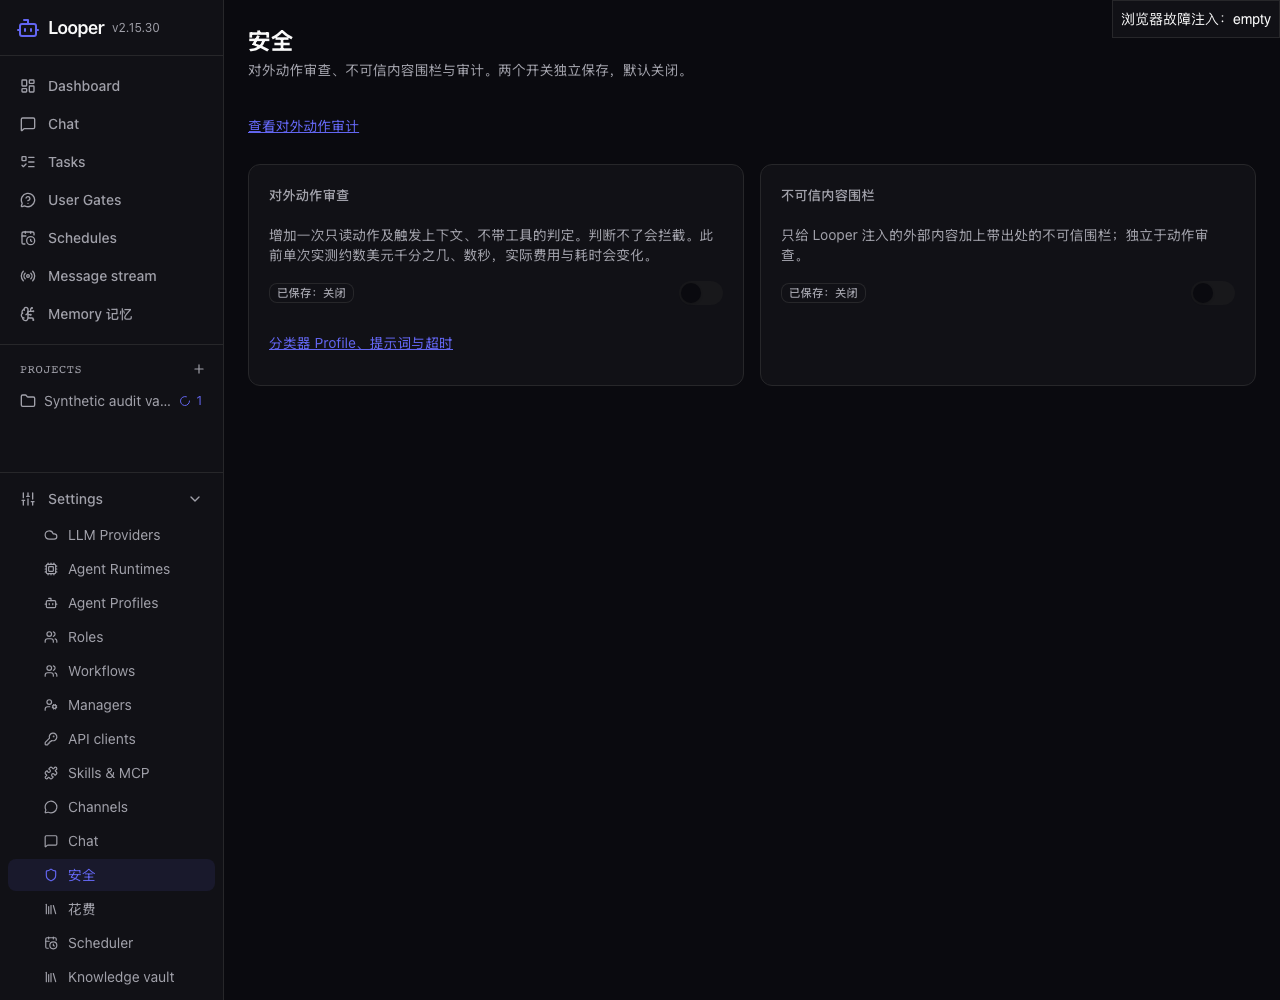 Looper v2.15.30
Dashboard
Chat
Tasks
User Gates
Schedules
Message stream
Memory 记忆
PROJECTS
Synthetic audit va... 1
Settings
LLM Providers
Agent Runtimes
Agent Profiles
Roles
Workflows
Managers
API clients
Skills & MCP
Channels
Chat
安全
花费
Scheduler
Knowledge vault
浏览器故障注入：empty
安全
对外动作审查、不可信内容围栏与审计。两个开关独立保存，默认关闭。
查看对外动作审计
对外动作审查
增加一次只读动作及触发上下文、不带工具的判定。判断不了会拦截。此
前单次实测约数美元千分之几、数秒，实际费用与耗时会变化。
已保存：关闭
分类器 Profile、提示词与超时
不可信内容围栏
只给 Looper 注入的外部内容加上带出处的不可信围栏；独立于动作审
查。
已保存：关闭